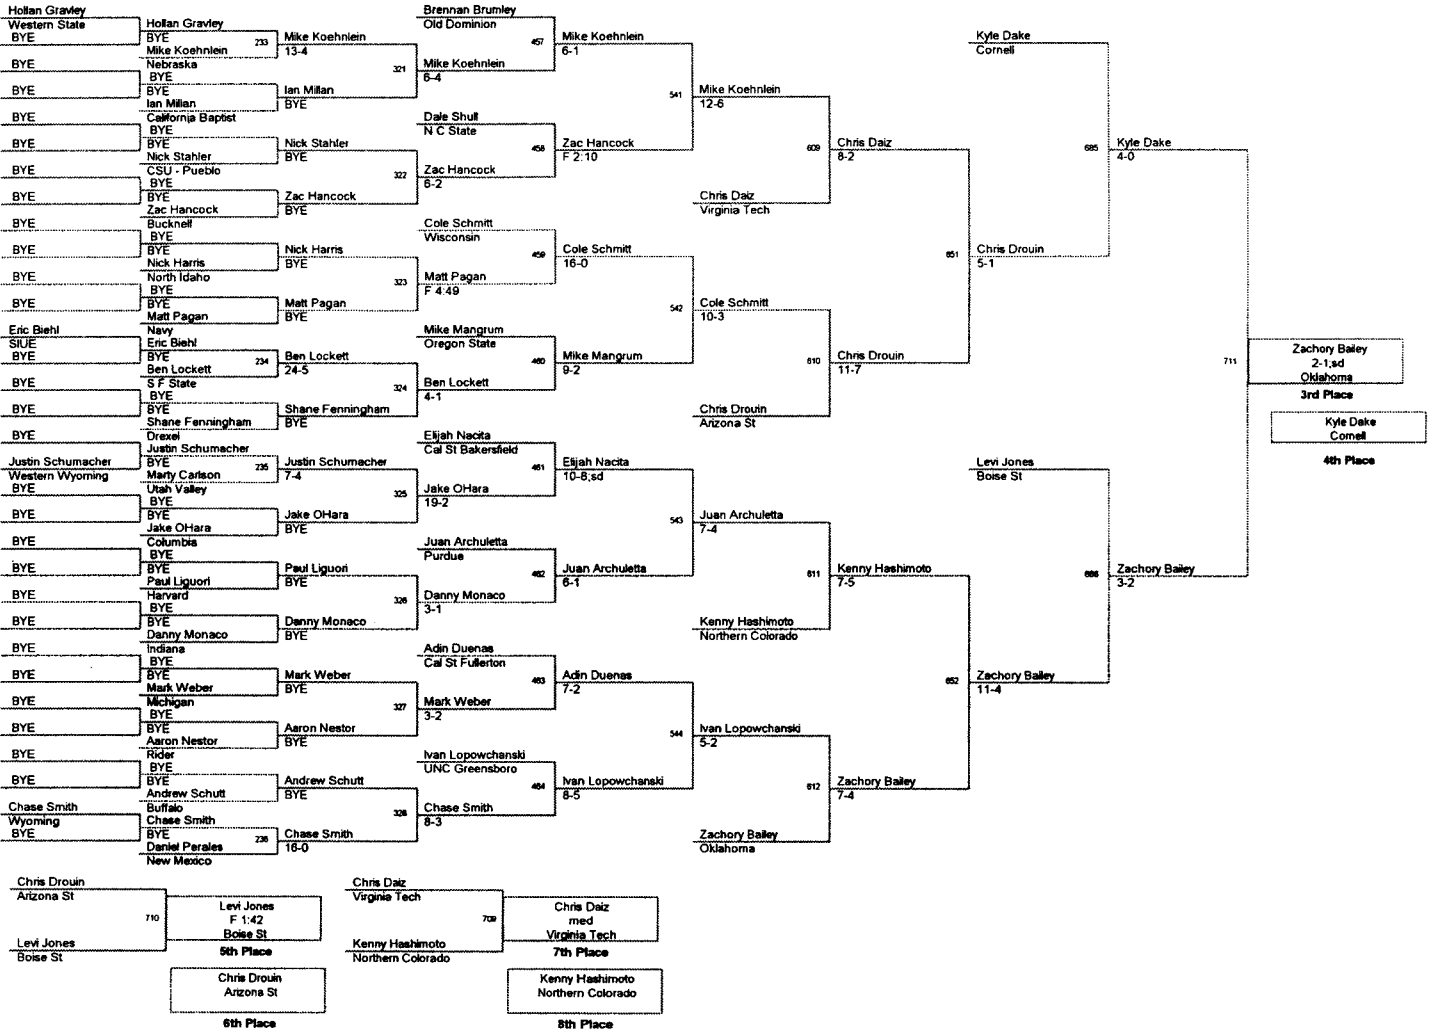 Hollan Gravley
Western State
BYE
BYE
BYE
BYE
BYE
BYE
BYE
BYE
BYE
BYE
BYE
Eric Biehl
SIUE
BYE
BYE
BYE
BYE
Justin Schumacher
Western Wyoming
BYE
BYE
BYE
BYE
BYE
BYE
BYE
BYE
BYE
BYE
BYE
BYE
Chase Smith
Wyoming
BYE
Hollan Gravley
BYE
233
Mike Koehnlein
Nebraska
BYE
BYE
Ian Millan
California Baptist
BYE
BYE
Nick Stahler
CSU - Pueblo
BYE
BYE
Zac Hancock
Bucknell
BYE
BYE
Nick Harris
North Idaho
BYE
BYE
Matt Pagan
Navy
Eric Biehl
BYE
234
Ben Lockett
S F State
BYE
BYE
Shane Fenningham
Drexel
Justin Schumacher
BYE
235
Marty Carlson
Utah Valley
BYE
BYE
Jake OHara
Columbia
BYE
BYE
Paul Liguori
Harvard
BYE
BYE
Danny Monaco
Indiana
BYE
BYE
Mark Weber
Michigan
BYE
BYE
Aaron Nestor
Rider
BYE
BYE
Andrew Schutt
Buffalo
Chase Smith
BYE
236
Daniel Perales
New Mexico
Mike Koehnlein
13-4
321
Ian Millan
BYE
Nick Stahler
BYE
322
Zac Hancock
BYE
Nick Harris
BYE
323
Matt Pagan
BYE
Ben Lockett
24-5
324
Shane Fenningham
BYE
Justin Schumacher
7-4
325
Jake OHara
BYE
Paul Liguori
BYE
326
Danny Monaco
BYE
Mark Weber
BYE
327
Aaron Nestor
BYE
Andrew Schutt
BYE
328
Chase Smith
16-0
Brennan Brumley
Old Dominion
457
Mike Koehnlein
6-4
Dale Shull
N C State
458
Zac Hancock
6-2
Cole Schmitt
Wisconsin
459
Matt Pagan
F 4:49
Mike Mangrum
Oregon State
460
Ben Lockett
4-1
Elijah Nacita
Cal St Bakersfield
461
Jake OHara
19-2
Juan Archuletta
Purdue
462
Danny Monaco
3-1
Adin Duenas
Cal St Fullerton
463
Mark Weber
3-2
Ivan Lopowchanski
UNC Greensboro
464
Chase Smith
8-3
Mike Koehnlein
6-1
541
Zac Hancock
F 2:10
Cole Schmitt
16-0
542
Mike Mangrum
9-2
Elijah Nacita
10-8;sd
543
Juan Archuletta
6-1
Adin Duenas
7-2
544
Ivan Lopowchanski
8-5
Mike Koehnlein
12-6
609
Chris Daiz
Virginia Tech
Cole Schmitt
10-3
610
Chris Drouin
Arizona St
Juan Archuletta
7-4
611
Kenny Hashimoto
Northern Colorado
Ivan Lopowchanski
5-2
612
Zachory Bailey
Oklahoma
Chris Daiz
8-2
651
Chris Drouin
11-7
Kenny Hashimoto
7-5
652
Zachory Bailey
7-4
Kyle Dake
Cornell
685
Chris Drouin
5-1
Levi Jones
Boise St
686
Zachory Bailey
11-4
Kyle Dake
4-0
711
Zachory Bailey
3-2
Zachory Bailey
2-1;sd
Oklahoma
3rd Place
Kyle Dake
Cornell
4th Place
Chris Drouin
Arizona St
710
Levi Jones
Boise St
Levi Jones
F 1:42
Boise St
5th Place
Chris Drouin
Arizona St
6th Place
Chris Daiz
Virginia Tech
709
Kenny Hashimoto
Northern Colorado
Chris Daiz
med
Virginia Tech
7th Place
Kenny Hashimoto
Northern Colorado
8th Place